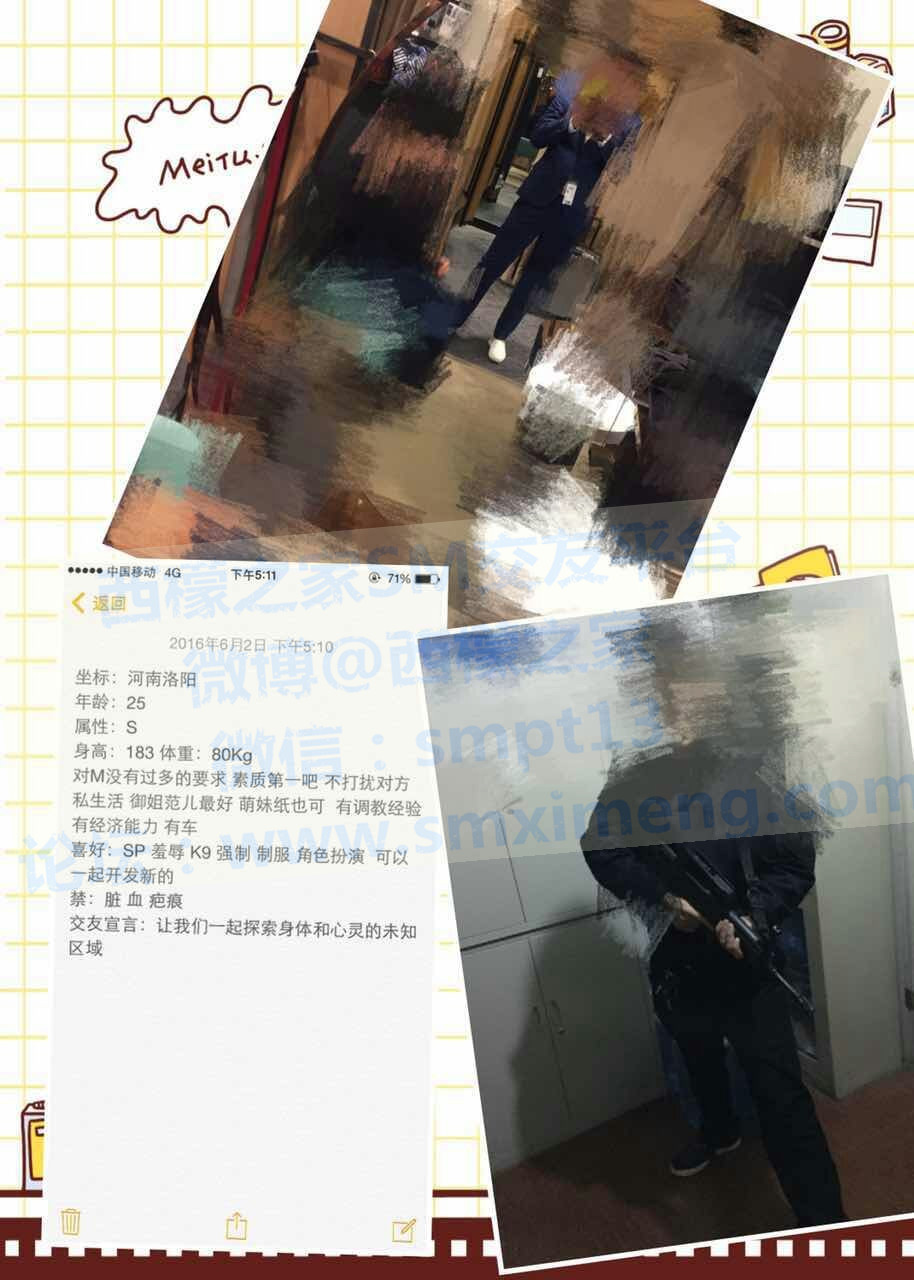 MeiTu.
●●●●● 中国移动 4G 下午5:11 71%
返回
2016年6月2日 下午5:10
坐标：河南洛阳
年龄：25
属性：S
身高：183 体重：80Kg
对M没有过多的要求 素质第一吧 不打扰对方
私生活 御姐范儿最好 萌妹纸也可 有调教经验
有经济能力 有车
喜好：SP 羞辱 K9 强制 制服 角色扮演 可以
一起开发新的
禁：脏 血 疤痕
交友宣言：让我们一起探索身体和心灵的未知
区域
西檬之家SM交友平台
微博@西檬之家
微信：smpt13
论坛：www.smximeng.com